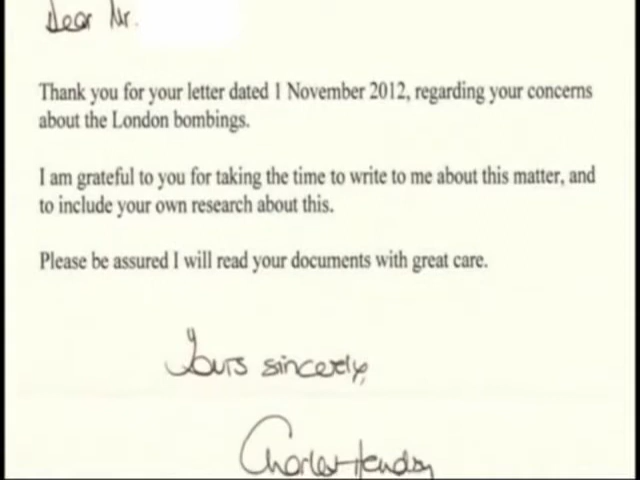 Dear Mr.
Thank you for your letter dated 1 November 2012, regarding your concerns
about the London bombings.
I am grateful to you for taking the time to write to me about this matter, and
to include your own research about this.
Please be assured I will read your documents with great care.
Yours sincerely,
Charles Hendry